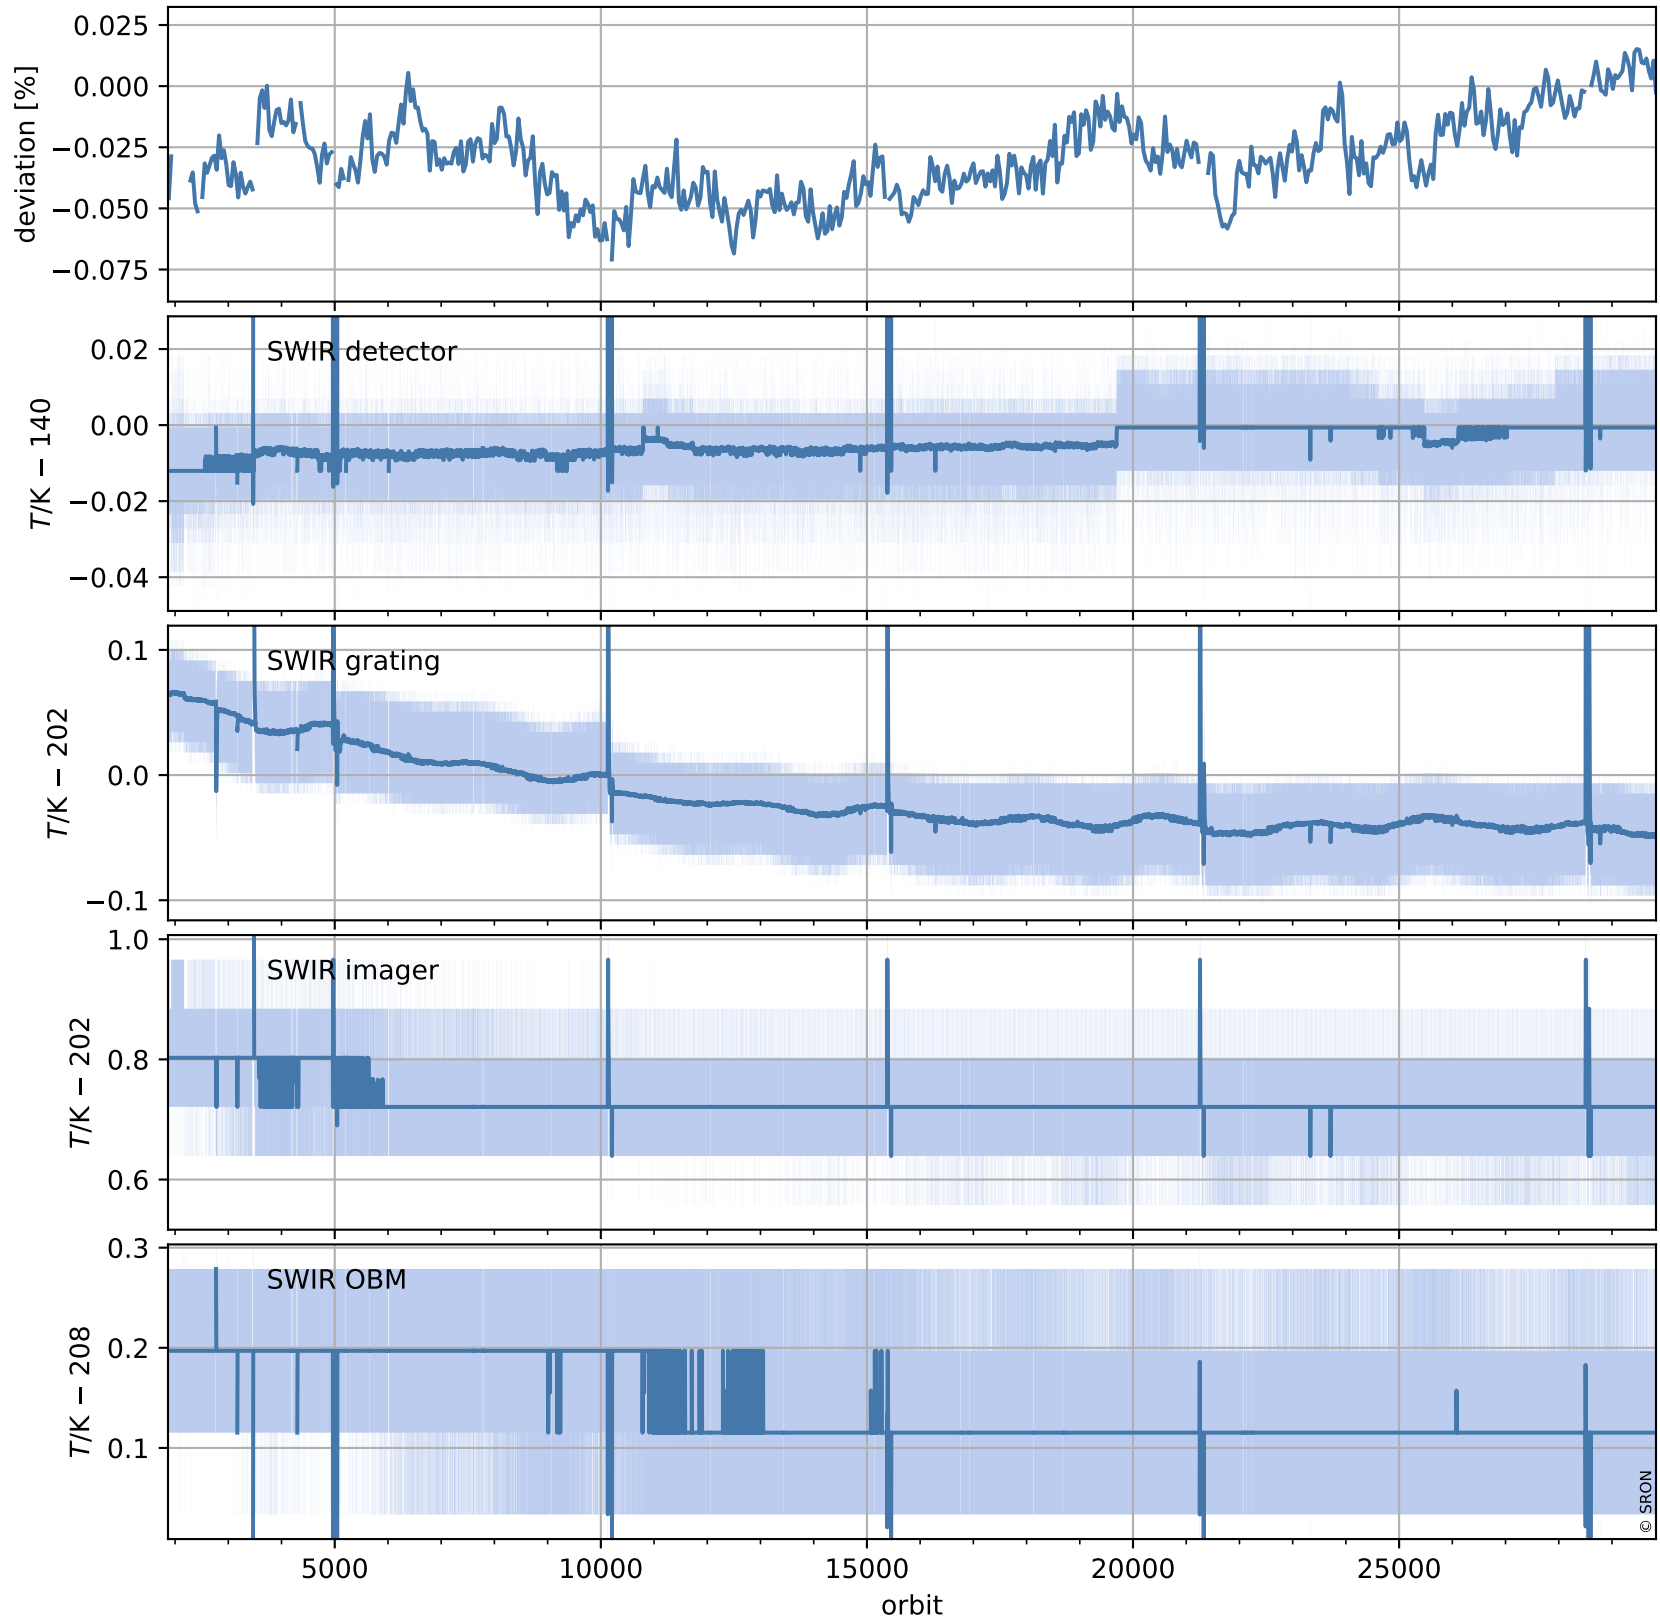 0.025
0.000
−0.025
−0.050
−0.075
deviation [%]
SWIR detector
0.02
0.00
−0.02
−0.04
T/K − 140
SWIR grating
0.1
0.0
−0.1
T/K − 202
SWIR imager
1.0
0.8
0.6
T/K − 202
SWIR OBM
0.3
0.2
0.1
T/K − 208
© SRON
5000 10000 15000 20000 25000
orbit